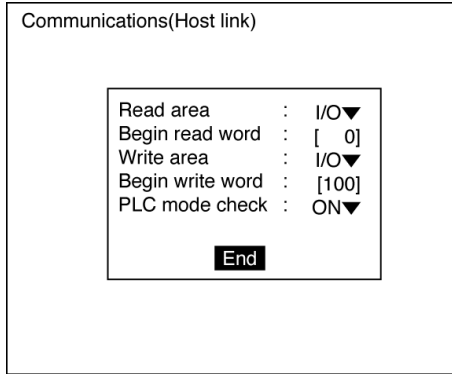 Communications(Host link)
Read area : I/O▼
Begin read word : [ 0]
Write area : I/O▼
Begin write word : [100]
PLC mode check : ON▼
End